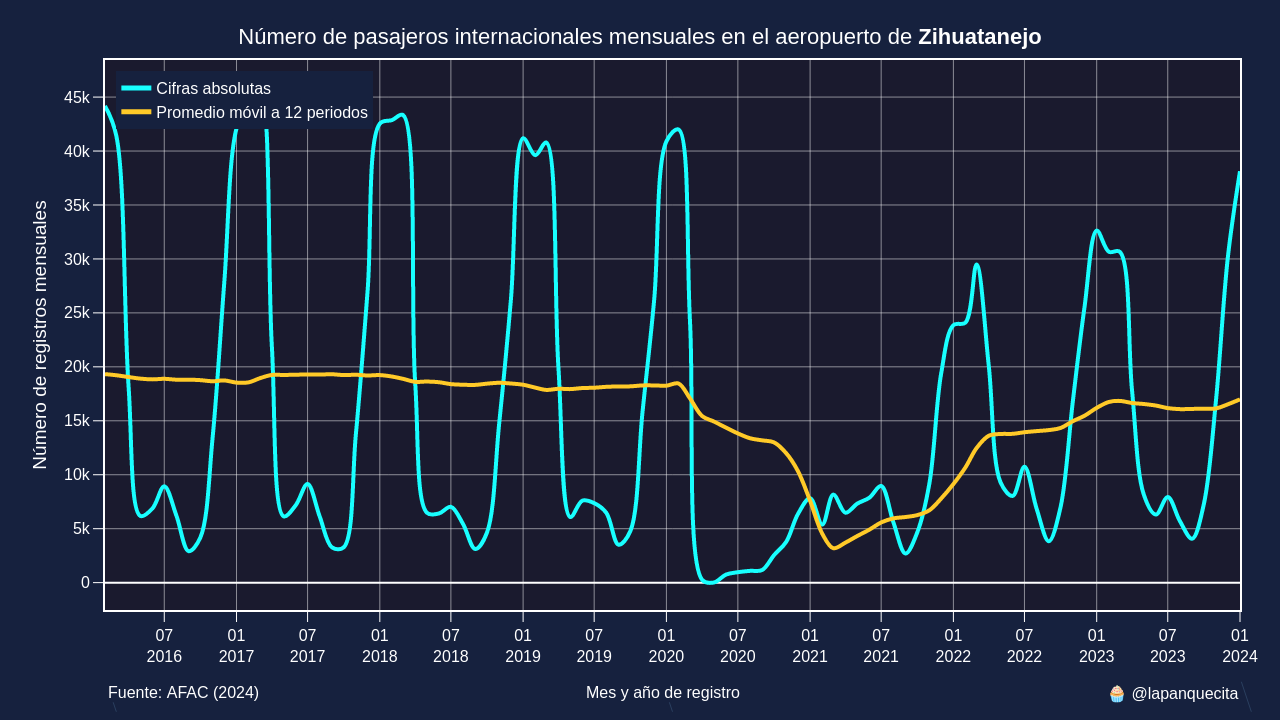 Número de pasajeros internacionales mensuales en el aeropuerto de Zihuatanejo
Cifras absolutas
Promedio móvil a 12 periodos
Número de registros mensuales
45k
40k
35k
30k
25k
20k
15k
10k
5k
0
07 01 07 01 07 01 07 01 07 01 07 01 07 01 07 01
2016 2017 2017 2018 2018 2019 2019 2020 2020 2021 2021 2022 2022 2023 2023 2024
Fuente: AFAC (2024) Mes y año de registro 🧁 @lapanquecita